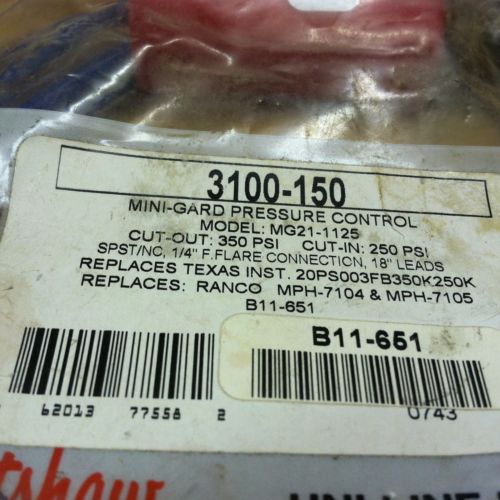 3100-150
MINI-GARD PRESSURE CONTROL
MODEL: MG21-1125
CUT-OUT: 350 PSI CUT-IN: 250 PSI
SPST/NC, 1/4" F.FLARE CONNECTION, 18" LEADS
REPLACES TEXAS INST. 20PS003FB350K250K
REPLACES: RANCO MPH-7104 & MPH-7105
B11-651
B11-651
62013 77558 2
0743